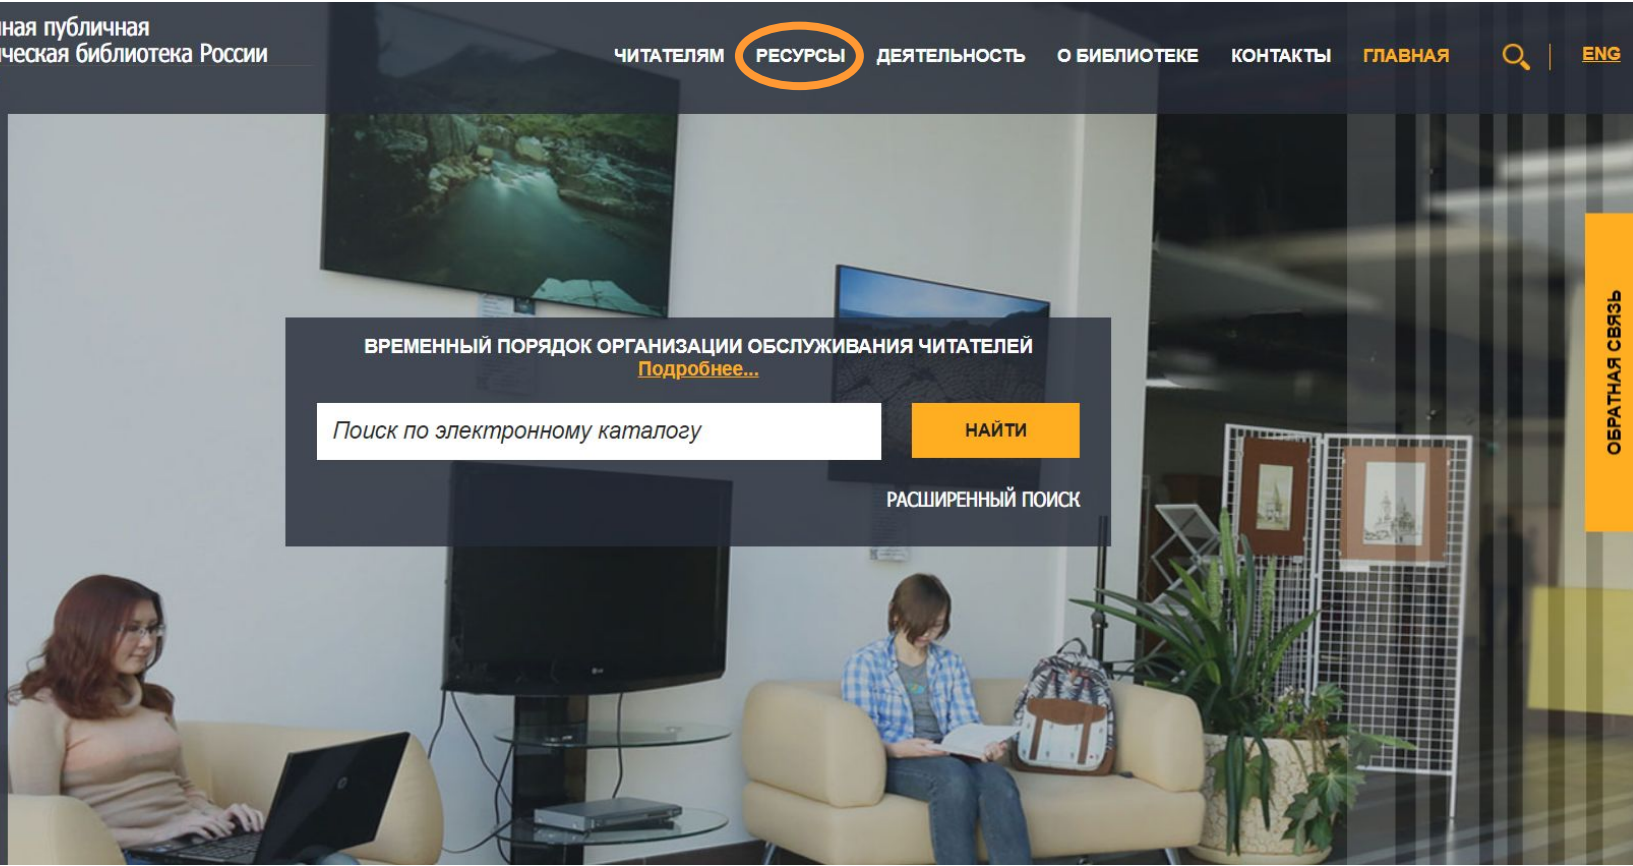 ная публичная
ческая библиотека России
ЧИТАТЕЛЯМ РЕСУРСЫ ДЕЯТЕЛЬНОСТЬ О БИБЛИОТЕКЕ КОНТАКТЫ ГЛАВНАЯ ENG
ВРЕМЕННЫЙ ПОРЯДОК ОРГАНИЗАЦИИ ОБСЛУЖИВАНИЯ ЧИТАТЕЛЕЙ
Подробнее...
Поиск по электронному каталогу НАЙТИ
РАСШИРЕННЫЙ ПОИСК
ОБРАТНАЯ СВЯЗЬ